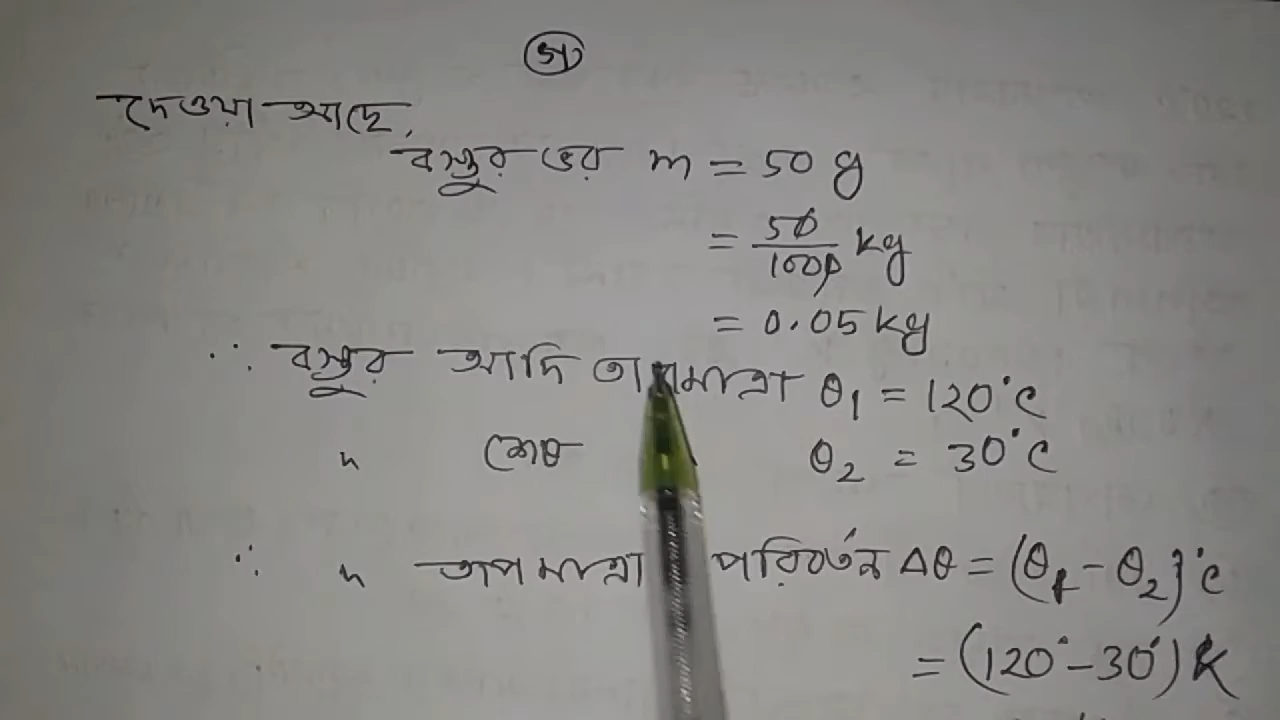 গ
দেওয়া আছে,
বস্তুর ভর m = 50 g
= 50/1000 kg
= 0.05 kg
∴ বস্তুর আদি তাপমাত্রা θ₁ = 120°C
" শেষ θ₂ = 30°C
∴ " তাপমাত্রা পরিবর্তন Δθ = (θ₁ - θ₂)°C
= (120° - 30°) K